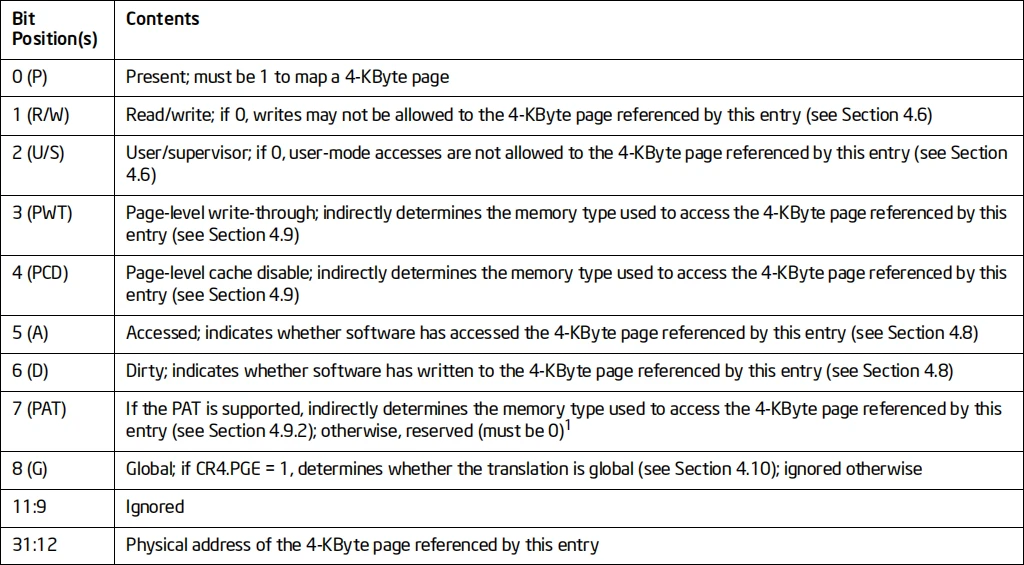 Bit Position(s) Contents
0 (P) Present; must be 1 to map a 4-KByte page
1 (R/W) Read/write; if 0, writes may not be allowed to the 4-KByte page referenced by this entry (see Section 4.6)
2 (U/S) User/supervisor; if 0, user-mode accesses are not allowed to the 4-KByte page referenced by this entry (see Section
4.6)
3 (PWT) Page-level write-through; indirectly determines the memory type used to access the 4-KByte page referenced by this
entry (see Section 4.9)
4 (PCD) Page-level cache disable; indirectly determines the memory type used to access the 4-KByte page referenced by this
entry (see Section 4.9)
5 (A) Accessed; indicates whether software has accessed the 4-KByte page referenced by this entry (see Section 4.8)
6 (D) Dirty; indicates whether software has written to the 4-KByte page referenced by this entry (see Section 4.8)
7 (PAT) If the PAT is supported, indirectly determines the memory type used to access the 4-KByte page referenced by this
entry (see Section 4.9.2); otherwise, reserved (must be 0)1
8 (G) Global; if CR4.PGE = 1, determines whether the translation is global (see Section 4.10); ignored otherwise
11:9 Ignored
31:12 Physical address of the 4-KByte page referenced by this entry